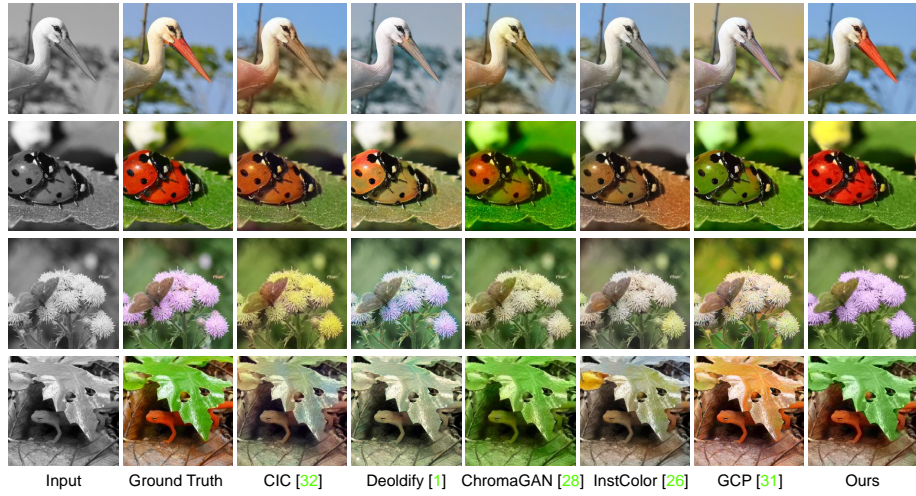 Input Ground Truth CIC [32] Deoldify [1] ChromaGAN [28] InstColor [26] GCP [31] Ours